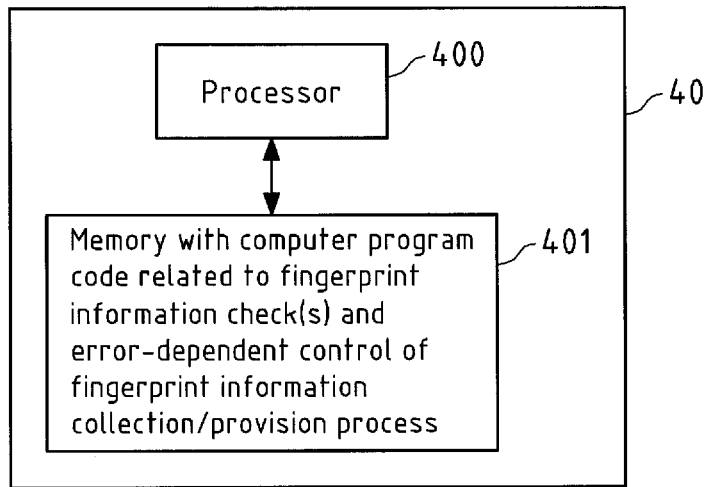 400
Processor
40
Memory with computer program
code related to fingerprint
information check(s) and
error-dependent control of
fingerprint information
collection/provision process
401